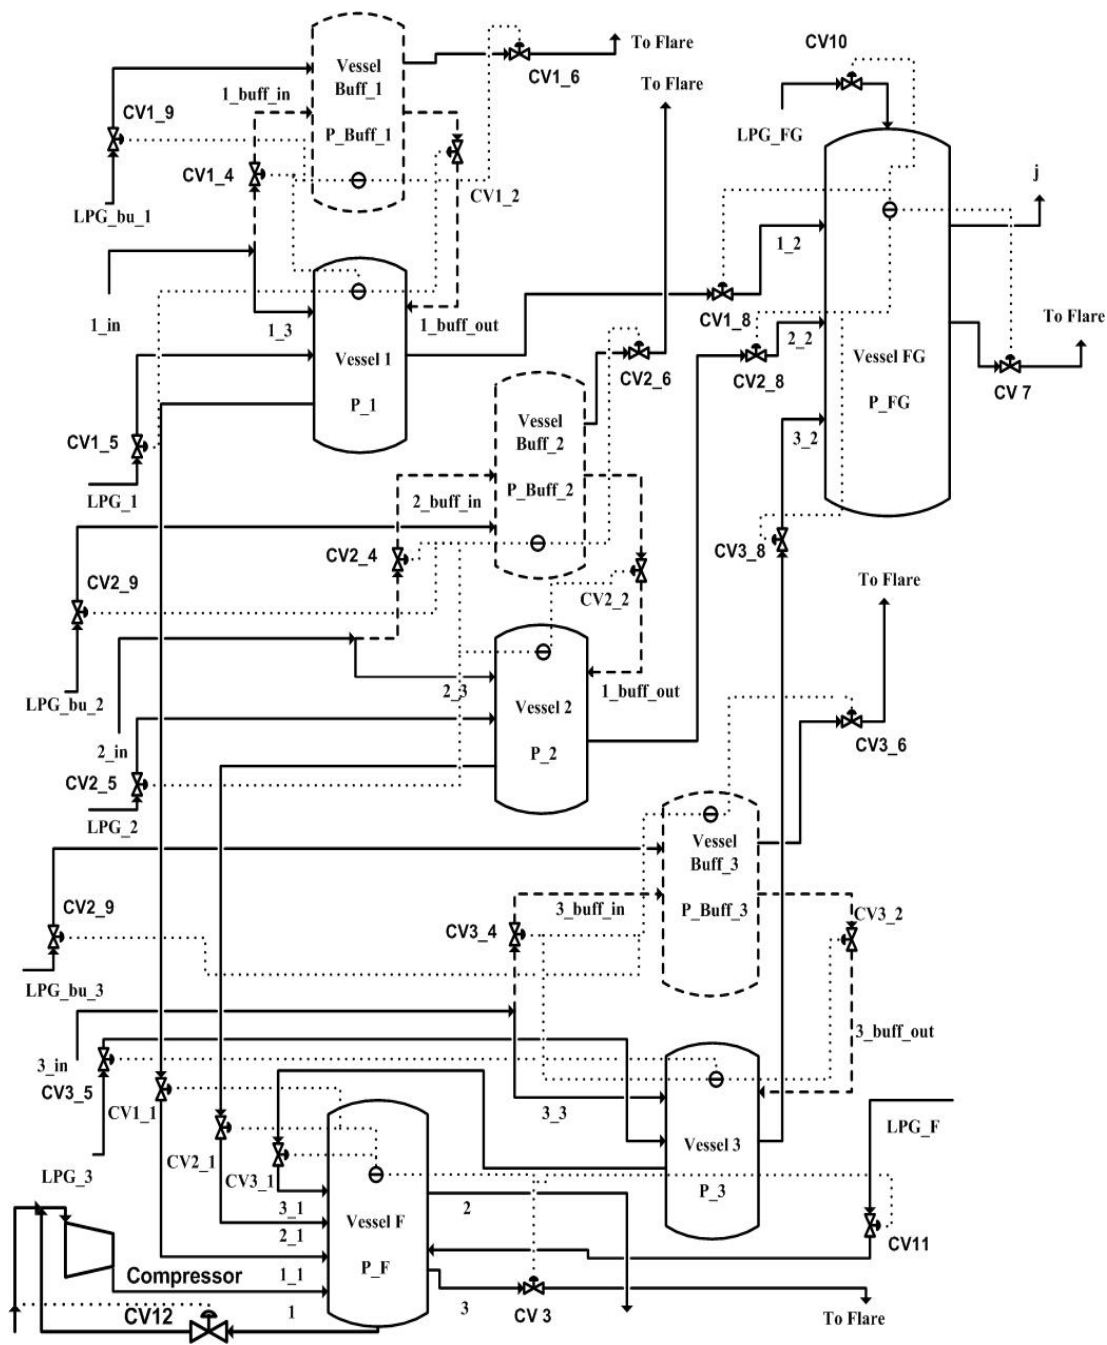 To Flare
CV10
Vessel
Buff_1
CV1_6
To Flare
1_buff_in
CV1_9
P_Buff_1
LPG_FG
CV1_4
j
CV1_2
LPG_bu_1
1_2
1_in
1_3
1_buff_out
CV1_8
To Flare
2_2
Vessel 1
Vessel FG
CV2_6
CV2_8
CV 7
P_1
P_FG
Vessel
Buff_2
CV1_5
3_2
LPG_1
2_buff_in
P_Buff_2
CV2_4
CV3_8
CV2_9
CV2_2
To Flare
LPG_bu_2
2_3
1_buff_out
Vessel 2
CV3_6
2_in
P_2
CV2_5
LPG_2
Vessel
Buff_3
CV2_9
3_buff_in
P_Buff_3
CV3_2
CV3_4
LPG_bu_3
3_buff_out
3_in
CV3_5
CV1_1
3_3
LPG_F
Vessel 3
CV2_1
LPG_3
CV3_1
P_3
3_1
2
Vessel F
2_1
CV11
P_F
Compressor
1_1
CV12
1
3
CV 3
To Flare